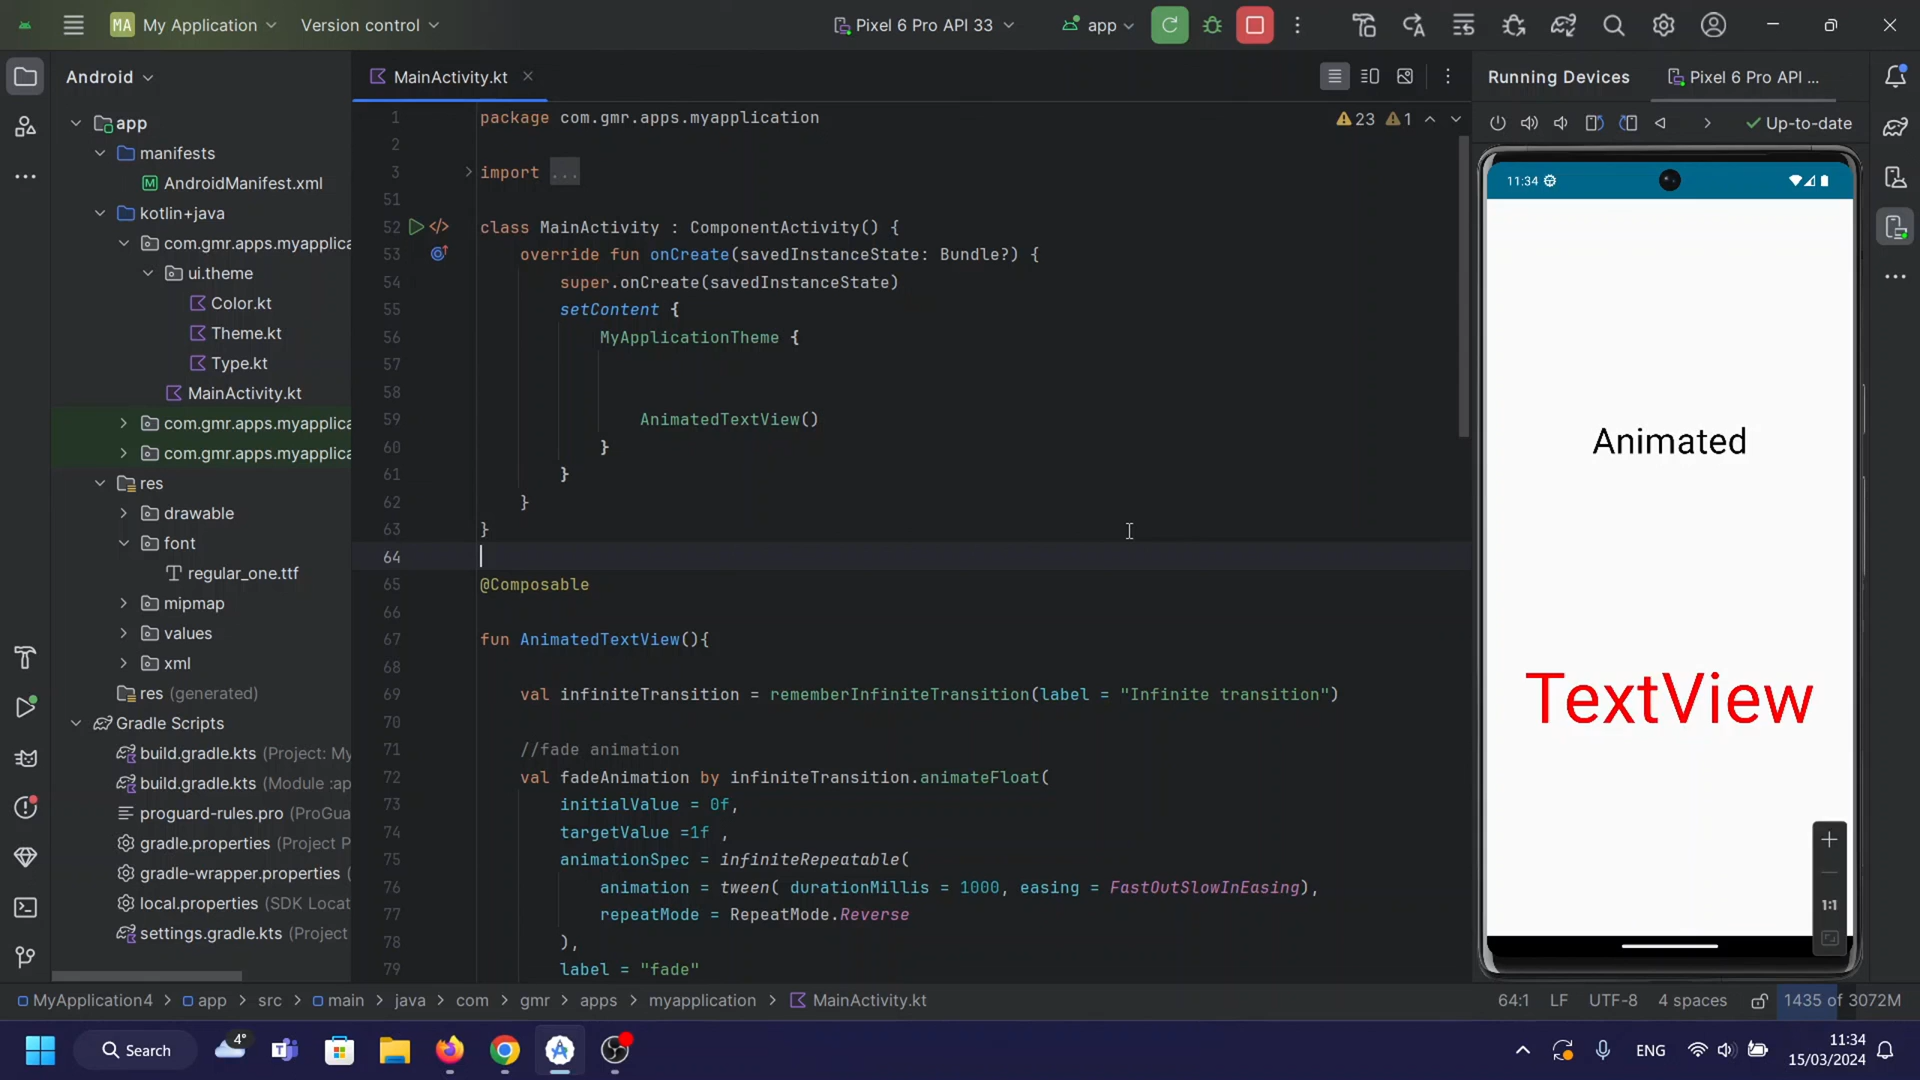 MA My Application
Version control
Pixel 6 Pro API 33
app
Android
MainActivity.kt
Running Devices
Pixel 6 Pro API ...
app
manifests
AndroidManifest.xml
kotlin+java
com.gmr.apps.myapplica
ui.theme
Color.kt
Theme.kt
Type.kt
MainActivity.kt
com.gmr.apps.myapplica
com.gmr.apps.myapplica
res
drawable
font
regular_one.ttf
mipmap
values
xml
res (generated)
Gradle Scripts
build.gradle.kts (Project: My
build.gradle.kts (Module :ap
proguard-rules.pro (ProGua
gradle.properties (Project P
gradle-wrapper.properties
local.properties (SDK Locat
settings.gradle.kts (Project
23 1
1 package com.gmr.apps.myapplication
2
3 import ...
51
52 class MainActivity : ComponentActivity() {
53 override fun onCreate(savedInstanceState: Bundle?) {
54 super.onCreate(savedInstanceState)
55 setContent {
56 MyApplicationTheme {
57
58
59 AnimatedTextView()
60 }
61 }
62 }
63 }
64
65 @Composable
66
67 fun AnimatedTextView(){
68
69 val infiniteTransition = rememberInfiniteTransition(label = "Infinite transition")
70
71 //fade animation
72 val fadeAnimation by infiniteTransition.animateFloat(
73 initialValue = 0f,
74 targetValue =1f ,
75 animationSpec = infiniteRepeatable(
76 animation = tween( durationMillis = 1000, easing = FastOutSlowInEasing),
77 repeatMode = RepeatMode.Reverse
78 ),
79 label = "fade"
Up-to-date
11:34
Animated
TextView
1:1
MyApplication4 > app > src > main > java > com > gmr > apps > myapplication > MainActivity.kt
64:1 LF UTF-8 4 spaces 1435 of 3072M
Search
4°
ENG
11:34
15/03/2024